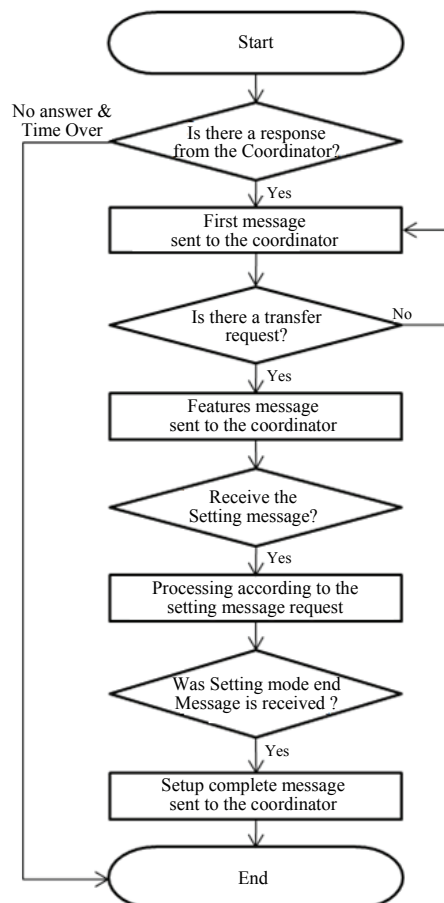 Start
No answer &
Time Over
Is there a response
from the Coordinator?
Yes
First message
sent to the coordinator
Is there a transfer
request?
No
Yes
Features message
sent to the coordinator
Receive the
Setting message?
Yes
Processing according to the
setting message request
Was Setting mode end
Message is received ?
Yes
Setup complete message
sent to the coordinator
End